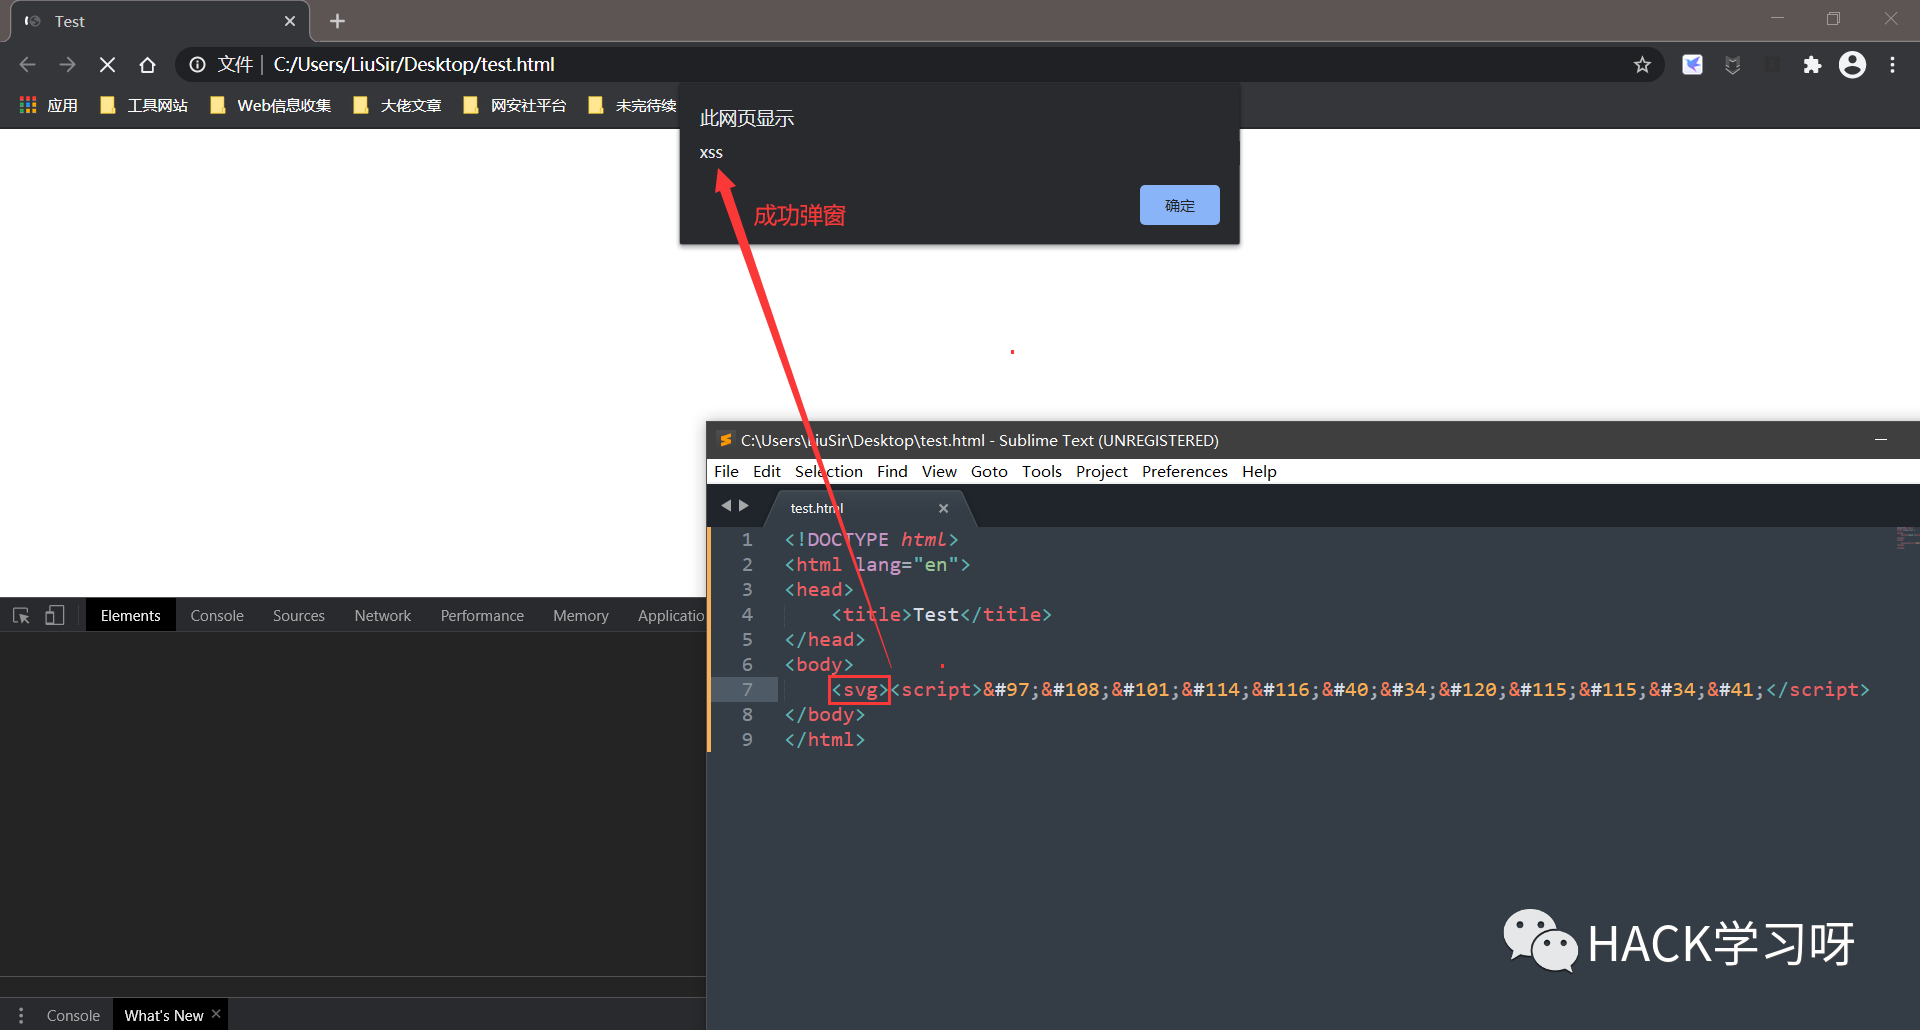 Test
文件 | C:/Users/LiuSir/Desktop/test.html
应用 工具网站 Web信息收集 大佬文章 网安社平台 未完待续
此网页显示
xss
成功弹窗
确定
C:\Users\LiuSir\Desktop\test.html - Sublime Text (UNREGISTERED)
File Edit Selection Find View Goto Tools Project Preferences Help
test.html
1 <!DOCTYPE html>
2 <html lang="en">
3 <head>
4 <title>Test</title>
5 </head>
6 <body>
7 <svg><script>&#97;&#108;&#101;&#114;&#116;&#40;&#34;&#120;&#115;&#115;&#34;&#41;</script>
8 </body>
9 </html>
Elements Console Sources Network Performance Memory Applicatio
HACK学习呀
Console What's New